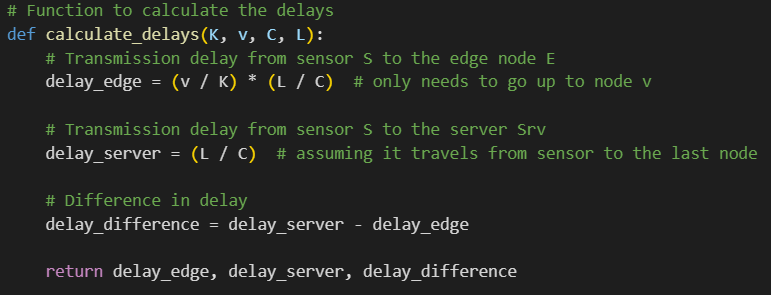 # Function to calculate the delays
def calculate_delays(K, v, C, L):
    # Transmission delay from sensor S to the edge node E
    delay_edge = (v / K) * (L / C)  # only needs to go up to node v

    # Transmission delay from sensor S to the server Srv
    delay_server = (L / C)  # assuming it travels from sensor to the last node

    # Difference in delay
    delay_difference = delay_server - delay_edge

    return delay_edge, delay_server, delay_difference